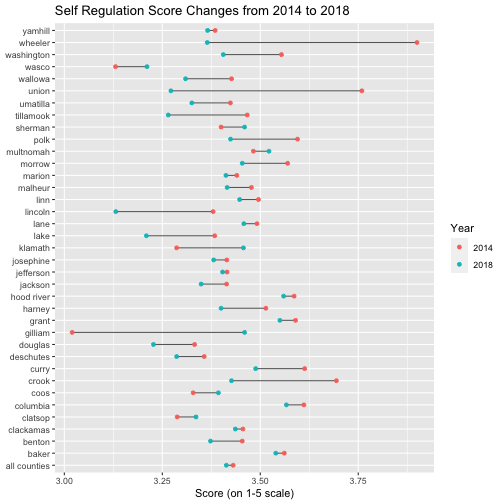 Self Regulation Score Changes from 2014 to 2018
yamhill
wheeler
washington
wasco
wallowa
union
umatilla
tillamook
sherman
polk
multnomah
morrow
marion
malheur
linn
lincoln
lane
lake
klamath
josephine
jefferson
jackson
hood river
harney
grant
gilliam
douglas
deschutes
curry
crook
coos
columbia
clatsop
clackamas
benton
baker
all counties
3.00 3.25 3.50 3.75
Score (on 1-5 scale)
Year
2014
2018